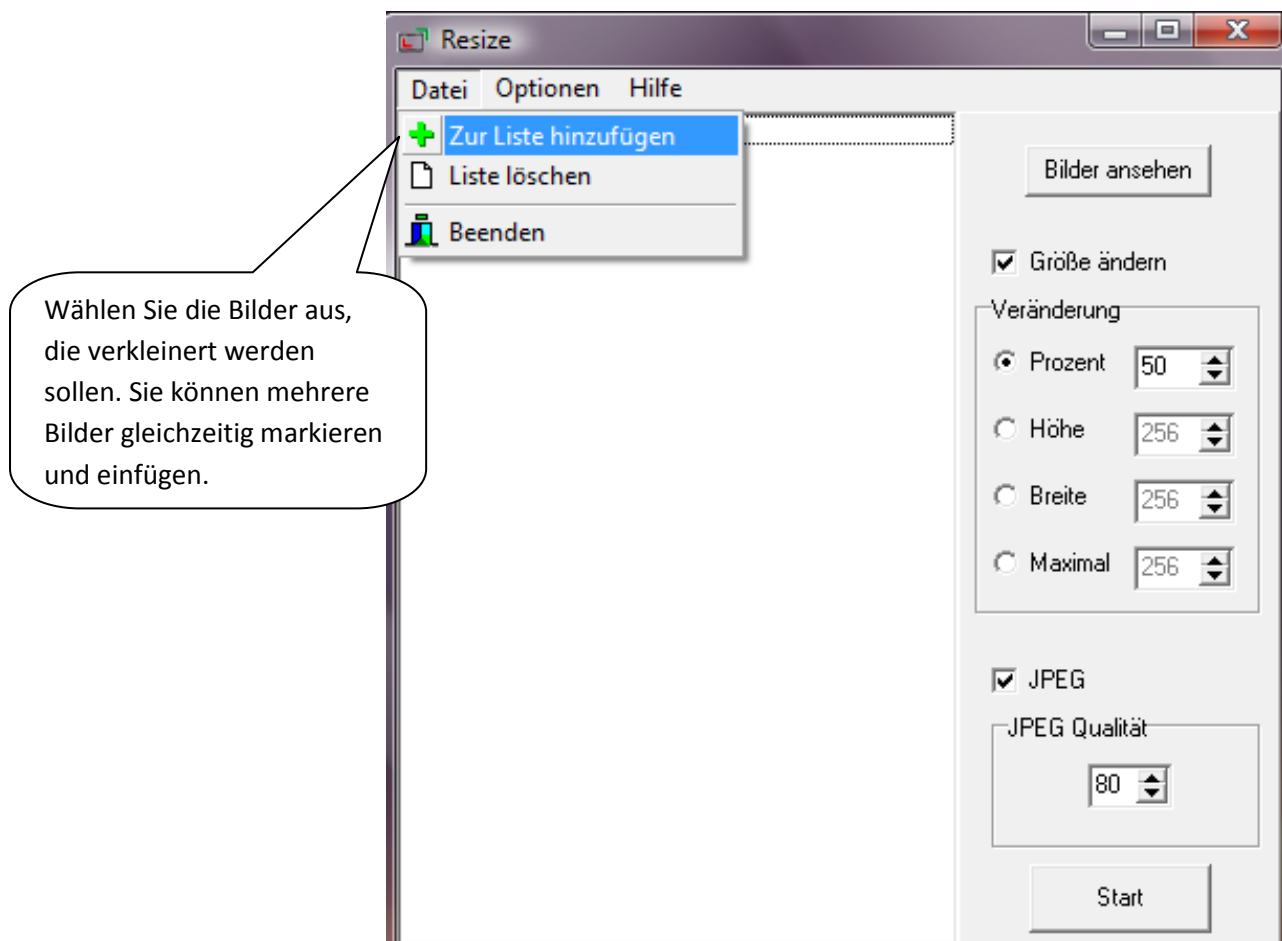 Resize
Datei Optionen Hilfe
Zur Liste hinzufügen
Liste löschen
Beenden
Wählen Sie die Bilder aus,
die verkleinert werden
sollen. Sie können mehrere
Bilder gleichzeitig markieren
und einfügen.
Bilder ansehen
Größe ändern
Veränderung
Prozent 50
Höhe 256
Breite 256
Maximal 256
JPEG
JPEG Qualität
80
Start